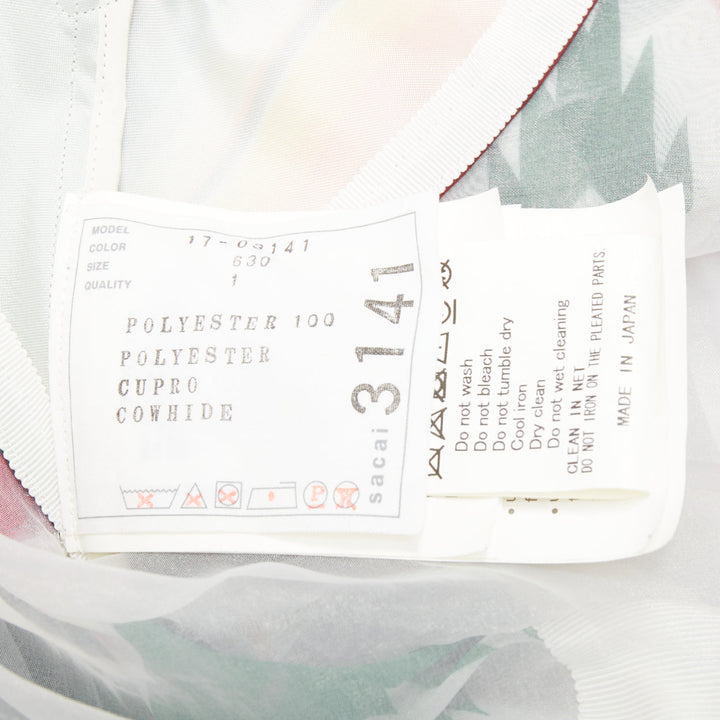 MODEL 17-03141
COLOR 630
SIZE 1
QUALITY
POLYESTER 100
POLYESTER
CUPRO
COWHIDE
sacai 3141
P
W
Do not wash
Do not bleach
Do not tumble dry
Cool iron
Dry clean
Do not wet cleaning
CLEAN IN NET
DO NOT IRON ON THE PLEATED PARTS.
MADE IN JAPAN